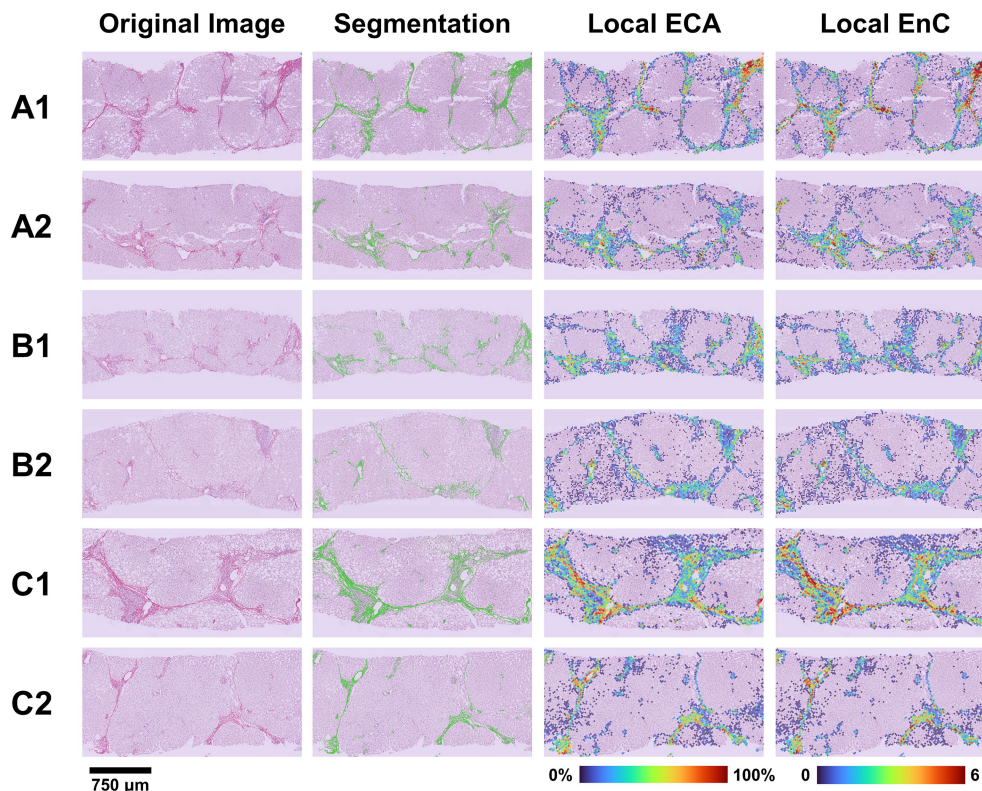 Original Image Segmentation Local ECA Local EnC
A1
A2
B1
B2
C1
C2
750 µm
0% 100% 0 6